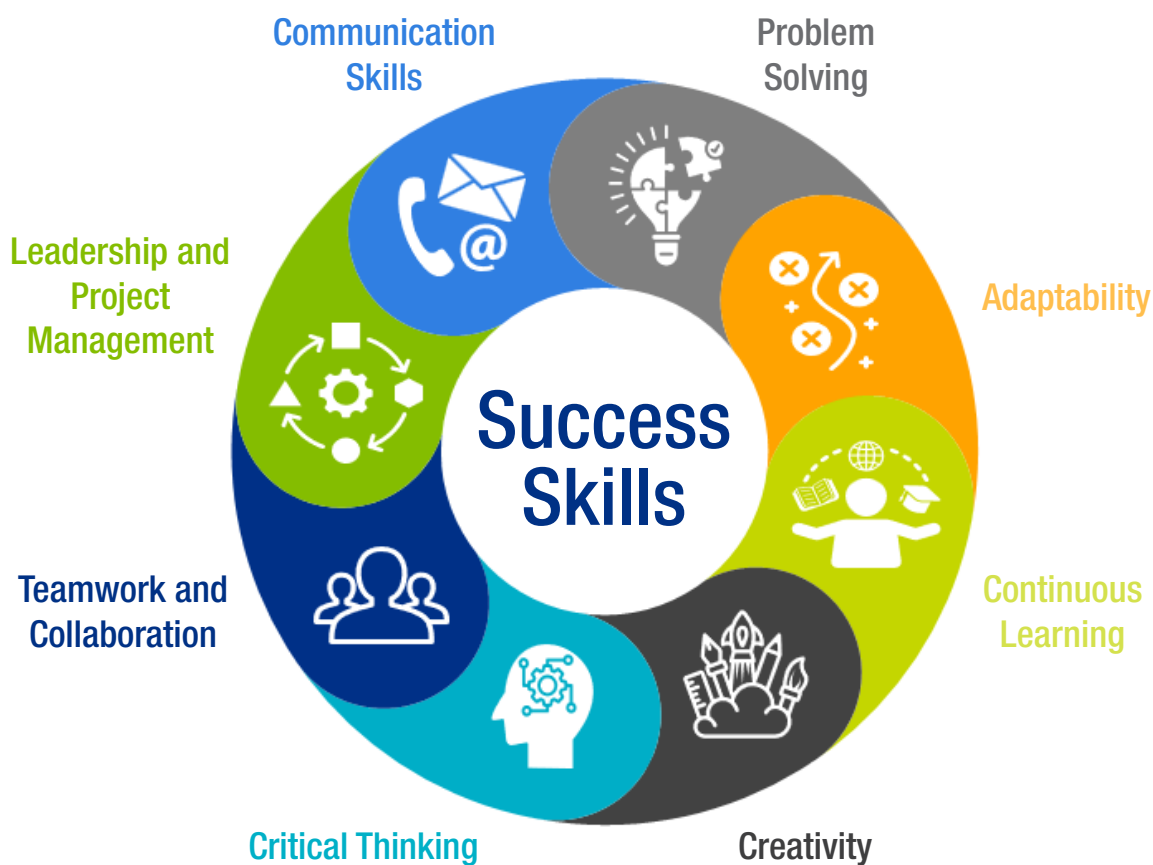 Communication
Skills
Problem
Solving
Leadership and
Project
Management
Adaptability
Success
Skills
Teamwork and
Collaboration
Continuous
Learning
Critical Thinking
Creativity
@